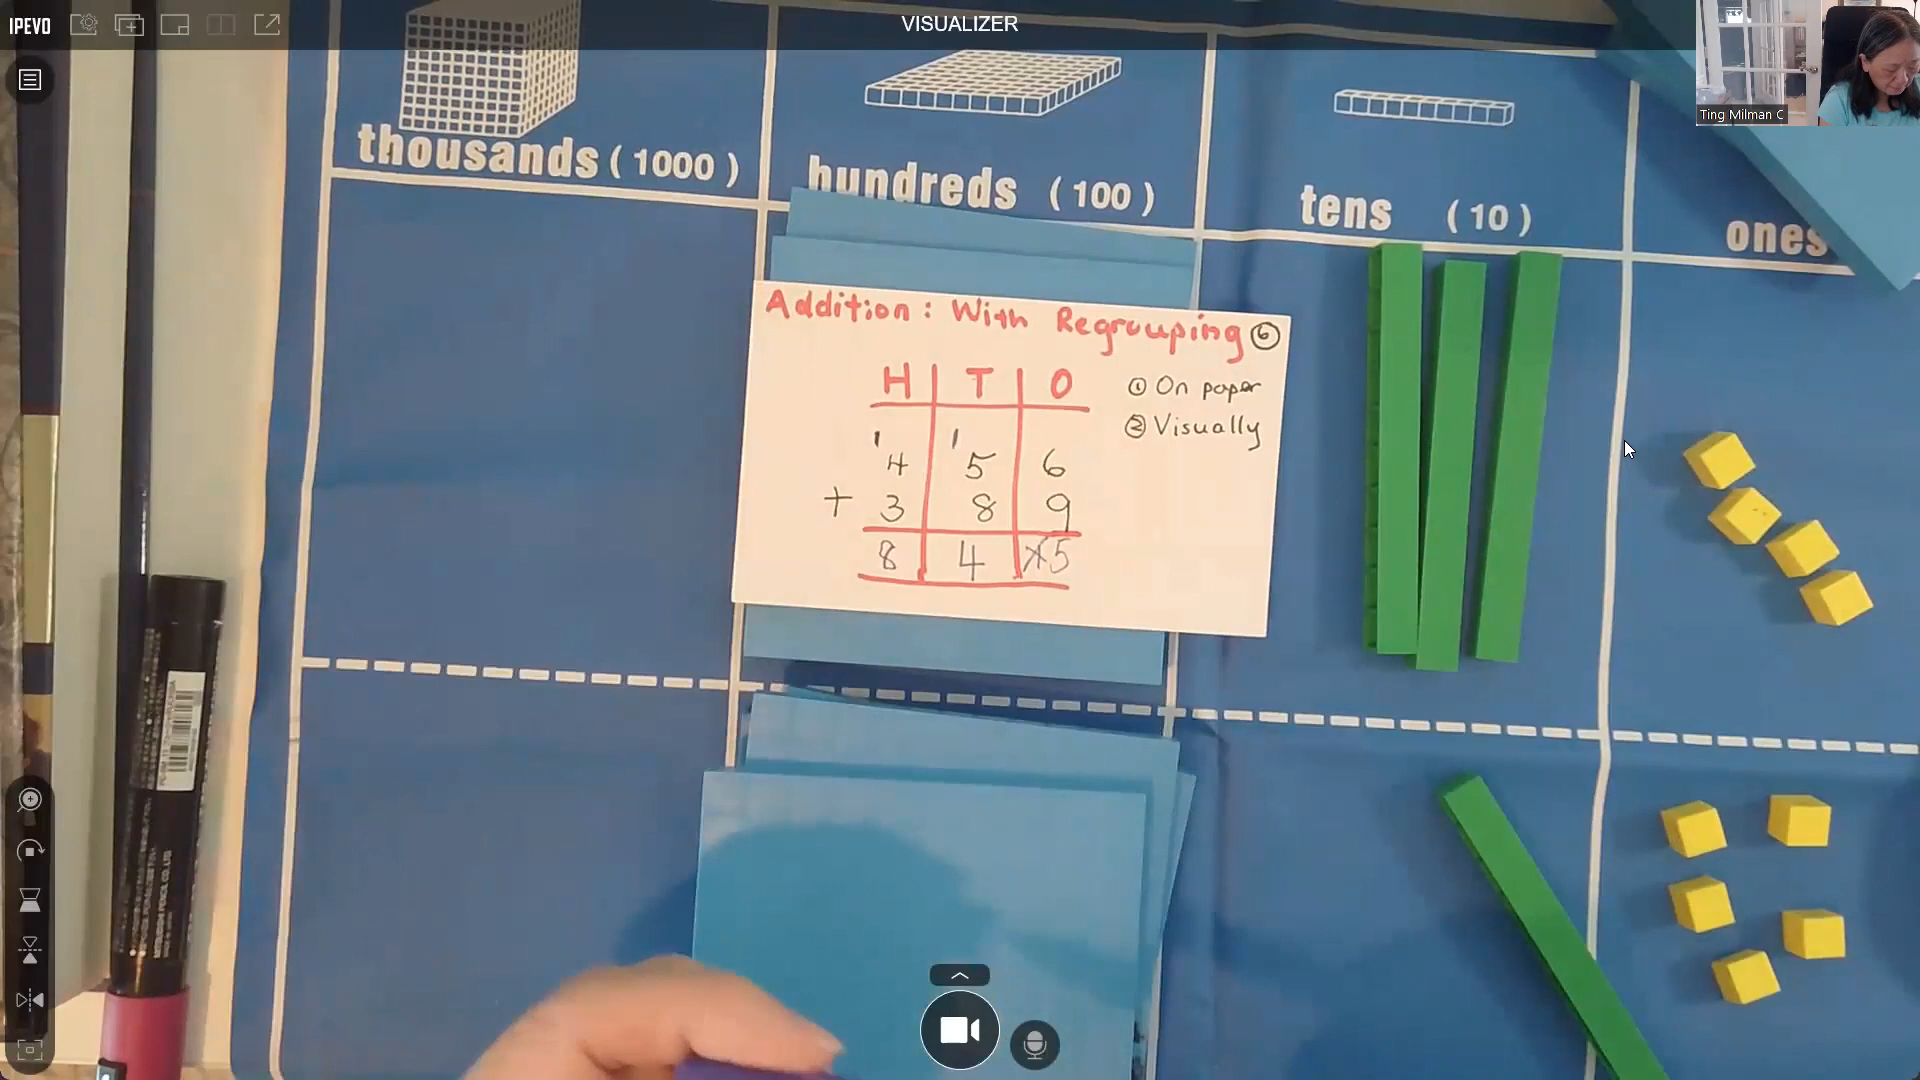 IPEVO
VISUALIZER
Ting Milman C
thousands (1000)
hundreds (100)
tens (10)
ones
Addition: With Regrouping ⑥
H T O
① On paper
② Visually
1 1
4 5 6
+ 3 8 9
8 4 5